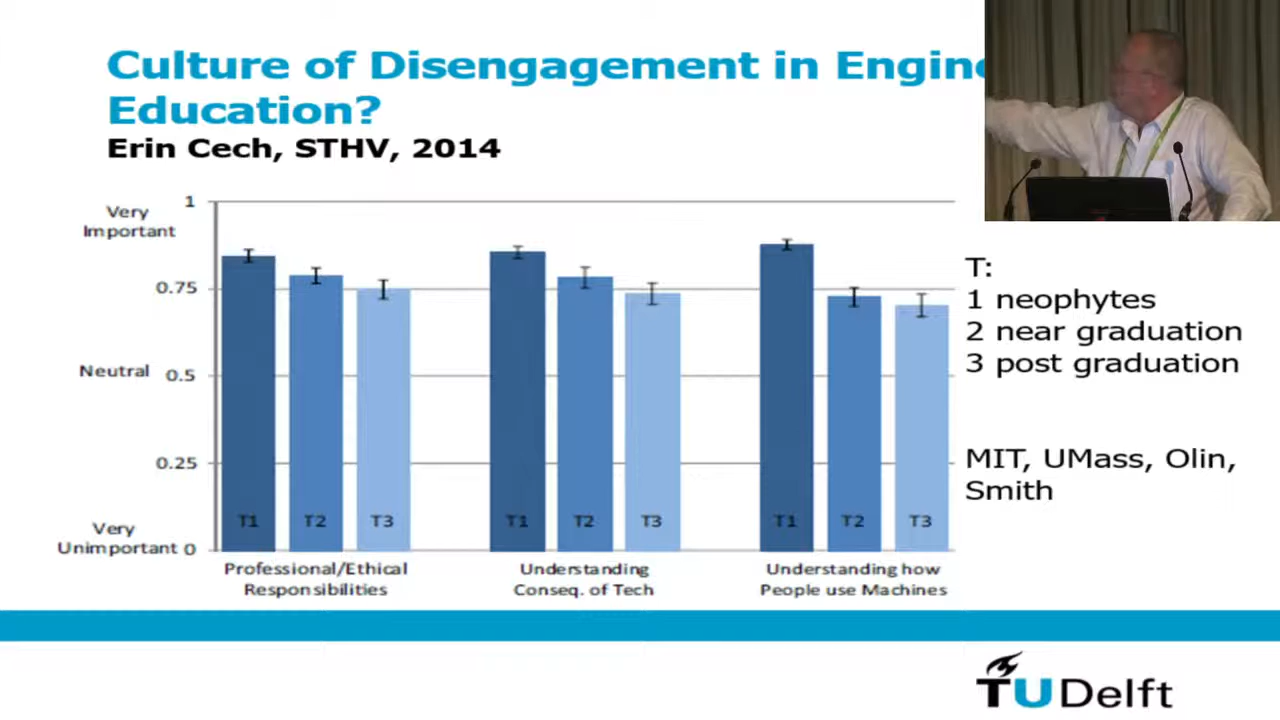 Culture of Disengagement in Engine
Education?
Erin Cech, STHV, 2014
Very
Important
1
0.75
Neutral
0.5
0.25
Very
Unimportant
0
T1
T2
T3
T1
T2
T3
T1
T2
T3
Professional/Ethical
Responsibilities
Understanding
Conseq. of Tech
Understanding how
People use Machines
T:
1 neophytes
2 near graduation
3 post graduation
MIT, UMass, Olin,
Smith
TU Delft